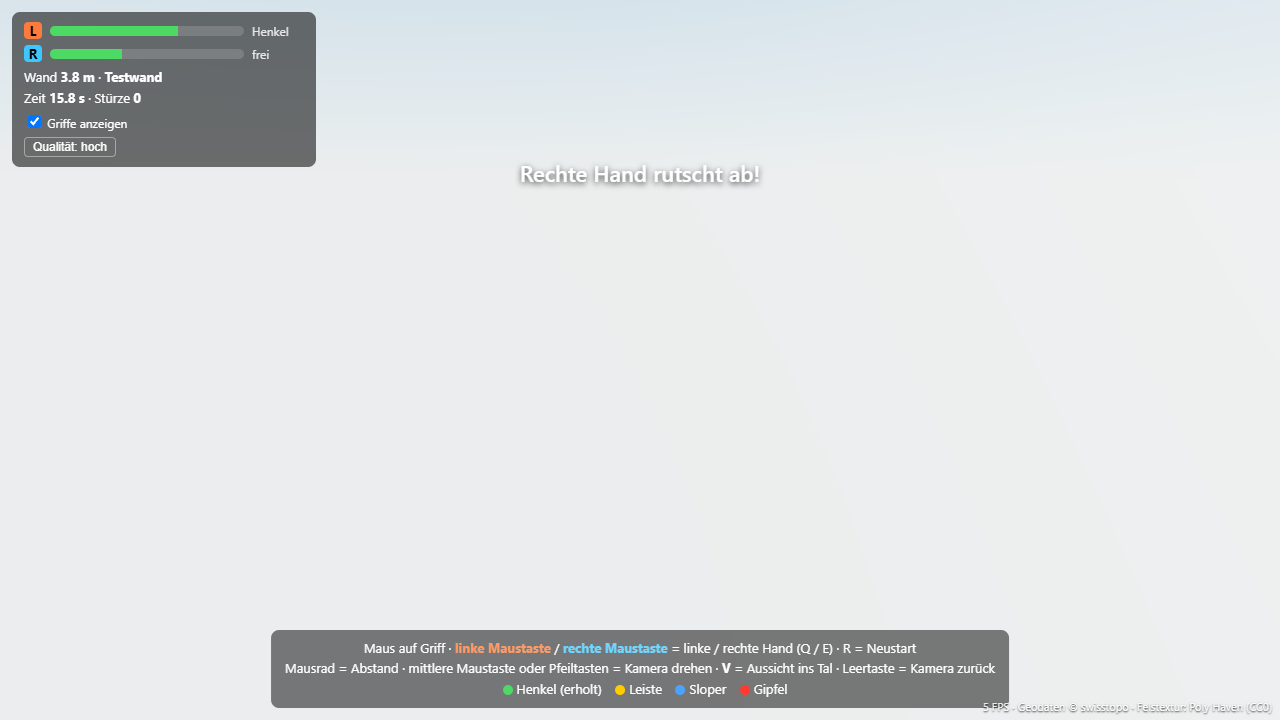 L Henkel
R frei
Wand 3.8 m · Testwand
Zeit 15.8 s · Stürze 0
Griffe anzeigen
Qualität: hoch
Rechte Hand rutscht ab!
Maus auf Griff · linke Maustaste / rechte Maustaste = linke / rechte Hand (Q / E) · R = Neustart
Mausrad = Abstand · mittlere Maustaste oder Pfeiltasten = Kamera drehen · V = Aussicht ins Tal · Leertaste = Kamera zurück
Henkel (erholt) Leiste Sloper Gipfel
5 FPS · Geodaten © swisstopo · Felstextur: Poly Haven (CC0)